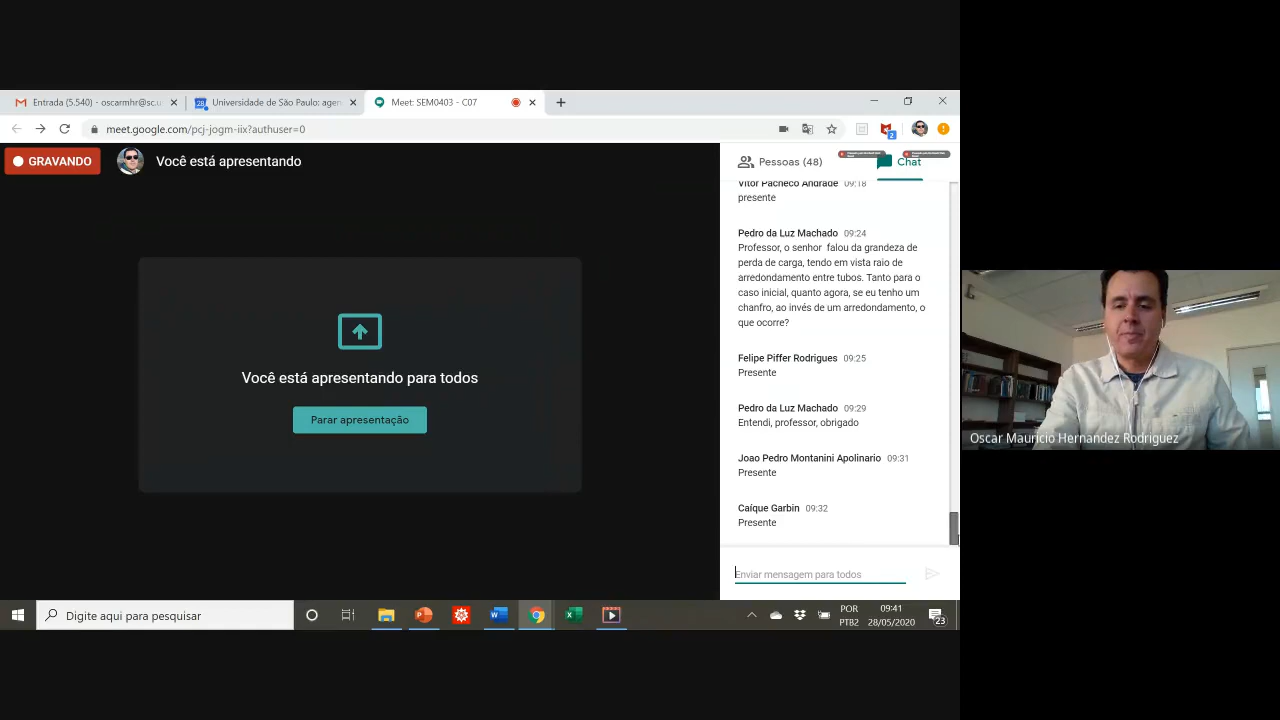 Entrada (5.540) - oscarmhr@sc.u
Universidade de São Paulo: agen
Meet: SEM0403 - C07
meet.google.com/pcj-jogm-iix?authuser=0
2
GRAVANDO
Você está apresentando
Pessoas (48)
Chat
Vitor Pacheco Andrade 09:18
presente
Pedro da Luz Machado 09:24
Professor, o senhor falou da grandeza de
perda de carga, tendo em vista raio de
arredondamento entre tubos. Tanto para o
caso inicial, quanto agora, se eu tenho um
chanfro, ao invés de um arredondamento, o
que ocorre?
Felipe Piffer Rodrigues 09:25
Presente
Pedro da Luz Machado 09:29
Entendi, professor, obrigado
Joao Pedro Montanini Apolinario 09:31
Presente
Caíque Garbin 09:32
Presente
Enviar mensagem para todos
Você está apresentando para todos
Parar apresentação
Oscar Mauricio Hernandez Rodriguez
Digite aqui para pesquisar
POR
PTB2
09:41
28/05/2020
23